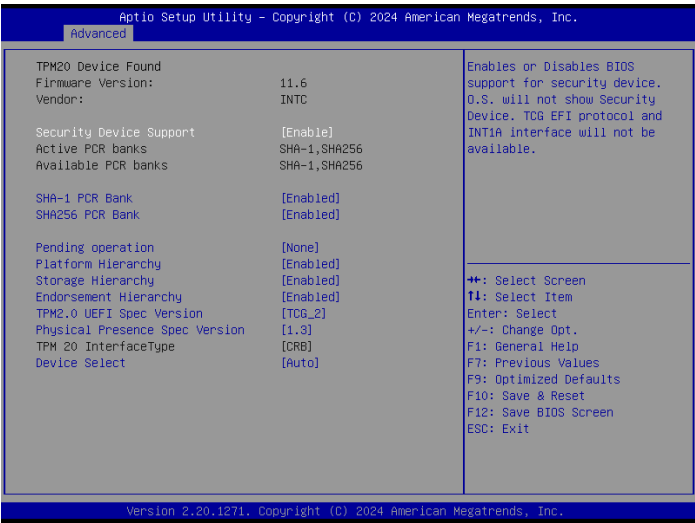 Aptio Setup Utility – Copyright (C) 2024 American Megatrends, Inc.
Advanced
TPM20 Device Found
Firmware Version: 11.6
Vendor: INTC
Security Device Support [Enable]
Active PCR banks SHA-1,SHA256
Available PCR banks SHA-1,SHA256
SHA-1 PCR Bank [Enabled]
SHA256 PCR Bank [Enabled]
Pending operation [None]
Platform Hierarchy [Enabled]
Storage Hierarchy [Enabled]
Endorsement Hierarchy [Enabled]
TPM2.0 UEFI Spec Version [TCG_2]
Physical Presence Spec Version [1.3]
TPM 20 InterfaceType [CRB]
Device Select [Auto]
Enables or Disables BIOS
support for security device.
O.S. will not show Security
Device. TCG EFI protocol and
INT1A interface will not be
available.
→←: Select Screen
↑↓: Select Item
Enter: Select
+/-: Change Opt.
F1: General Help
F7: Previous Values
F9: Optimized Defaults
F10: Save & Reset
F12: Save BIOS Screen
ESC: Exit
Version 2.20.1271. Copyright (C) 2024 American Megatrends, Inc.